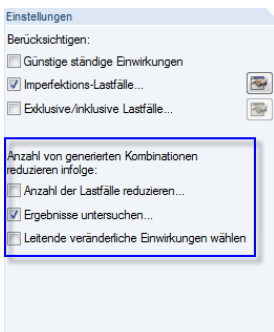 Einstellungen
Berücksichtigen:
Günstige ständige Einwirkungen
Imperfektions-Lastfälle...
Exklusive/inklusive Lastfälle...
Anzahl von generierten Kombinationen
reduzieren infolge:
Anzahl der Lastfälle reduzieren...
Ergebnisse untersuchen...
Leitende veränderliche Einwirkungen wählen